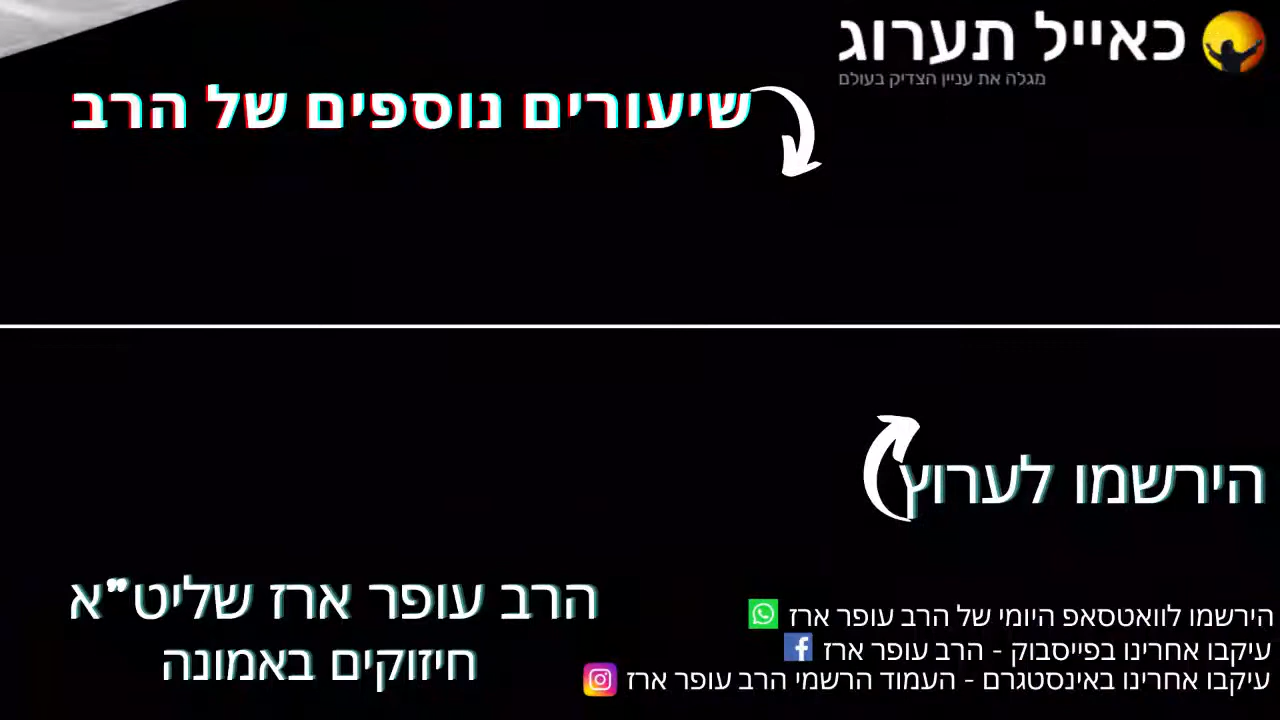 כאייל תערוג
מגלה את עניין הצדיק בעולם
שיעורים נוספים של הרב
הירשמו לערוץ
הרב עופר ארז שליט"א
חיזוקים באמונה
הירשמו לוואטסאפ היומי של הרב עופר ארז
עיקבו אחרינו בפייסבוק - הרב עופר ארז
עיקבו אחרינו באינסטגרם - העמוד הרשמי הרב עופר ארז